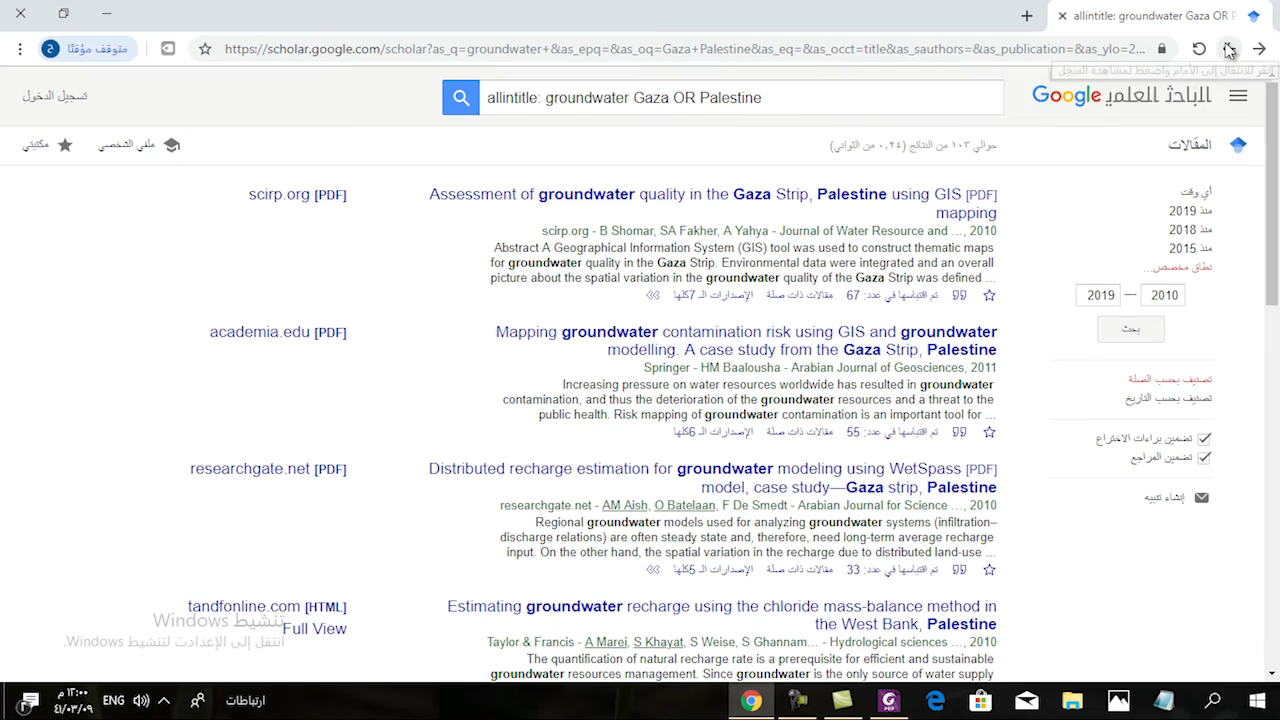 allintitle: groundwater Gaza OR P
https://scholar.google.com/scholar?as_q=groundwater+&as_epq=&as_oq=Gaza+Palestine&as_eq=&as_occt=title&as_sauthors=&as_publication=&as_ylo=2...
متوقف مؤقتًا
انقر للانتقال إلى الأمام واضغط لمشاهدة السجل
الباحث العلمي Google
allintitle: groundwater Gaza OR Palestine
تسجيل الدخول
المقالات
حوالي ١٠٣ من النتائج (٠,٢٤ من الثواني)
ملفي الشخصي
مكتبتي
أي وقت
منذ 2019
منذ 2018
منذ 2015
نطاق مخصص...
2010 — 2019
بحث
تصنيف بحسب الصلة
تصنيف بحسب التاريخ
تضمين براءات الاختراع
تضمين المراجع
إنشاء تنبيه
Assessment of groundwater quality in the Gaza Strip, Palestine using GIS [PDF]
mapping
scirp.org - B Shomar, SA Fakher, A Yahya - Journal of Water Resource and …, 2010
Abstract A Geographical Information System (GIS) tool was used to construct thematic maps
for groundwater quality in the Gaza Strip. Environmental data were integrated and an overall
picture about the spatial variation in the groundwater quality of the Gaza Strip was defined ...
تم اقتباسها في عدد: 67 مقالات ذات صلة الإصدارات الـ 7كلها
scirp.org [PDF]
Mapping groundwater contamination risk using GIS and groundwater
modelling. A case study from the Gaza Strip, Palestine
Springer - HM Baalousha - Arabian Journal of Geosciences, 2011
Increasing pressure on water resources worldwide has resulted in groundwater
contamination, and thus the deterioration of the groundwater resources and a threat to the
public health. Risk mapping of groundwater contamination is an important tool for ...
تم اقتباسها في عدد: 55 مقالات ذات صلة الإصدارات الـ 6كلها
academia.edu [PDF]
Distributed recharge estimation for groundwater modeling using WetSpass [PDF]
model, case study—Gaza strip, Palestine
researchgate.net - AM Aish, O Batelaan, F De Smedt - Arabian Journal for Science …, 2010
Regional groundwater models used for analyzing groundwater systems (infiltration–
discharge relations) are often steady state and, therefore, need long-term average recharge
input. On the other hand, the spatial variation in the recharge due to distributed land-use ...
تم اقتباسها في عدد: 33 مقالات ذات صلة الإصدارات الـ 5كلها
researchgate.net [PDF]
Estimating groundwater recharge using the chloride mass-balance method in
the West Bank, Palestine
Taylor & Francis - A Marei, S Khayat, S Weise, S Ghannam… - Hydrological sciences …, 2010
The quantification of natural recharge rate is a prerequisite for efficient and sustainable
groundwater resources management. Since groundwater is the only source of water supply
tandfonline.com [HTML]
Full View
تنشيط Windows
انتقل إلى الإعدادت لتنشيط Windows.
ارتباطات
ENG
١٢:٠٠ م
٤١/٠٣/٠٩